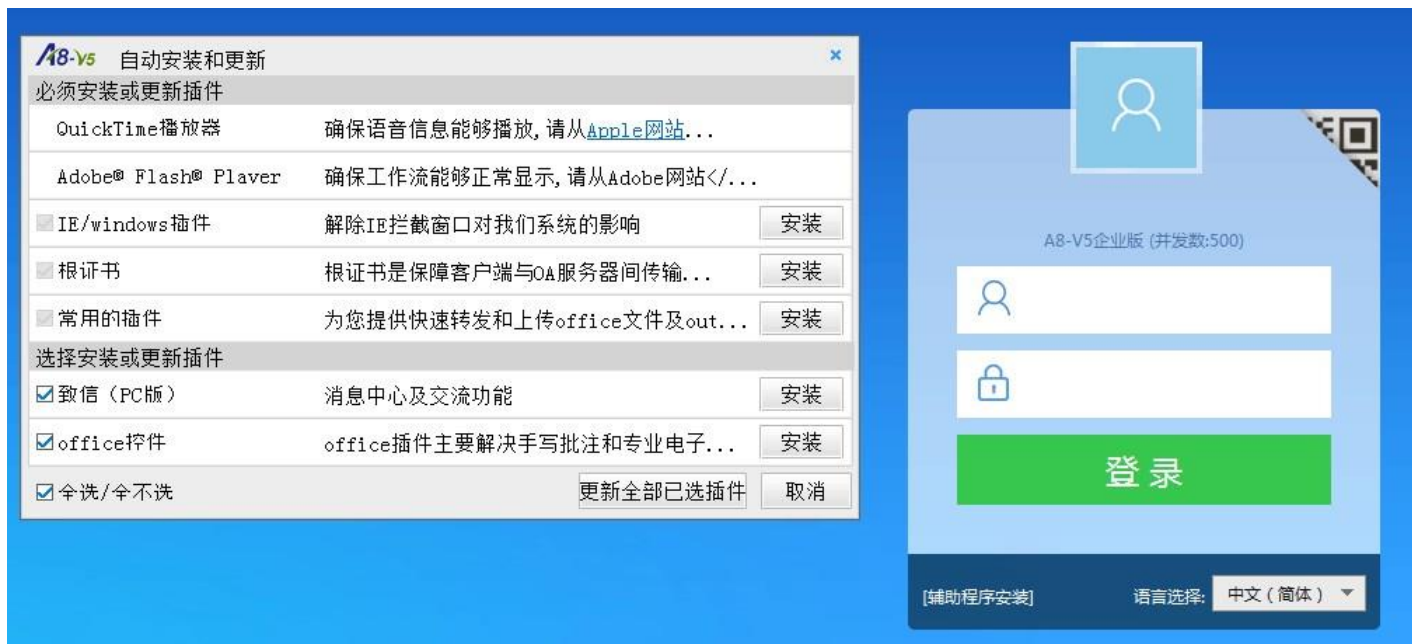 A8-V5 自动安装和更新 ×
必须安装或更新插件
QuickTime播放器 确保语音信息能够播放,请从Apple网站...
Adobe® Flash® Player 确保工作流能够正常显示,请从Adobe网站</...
IE/windows插件 解除IE拦截窗口对我们系统的影响 安装
根证书 根证书是保障客户端与OA服务器间传输... 安装
常用的插件 为您提供快速转发和上传office文件及out... 安装
选择安装或更新插件
致信（PC版） 消息中心及交流功能 安装
office控件 office插件主要解决手写批注和专业电子... 安装
全选/全不选 更新全部已选插件 取消
A8-V5企业版 (并发数:500)
登录
[辅助程序安装] 语言选择: 中文 ( 简体 )